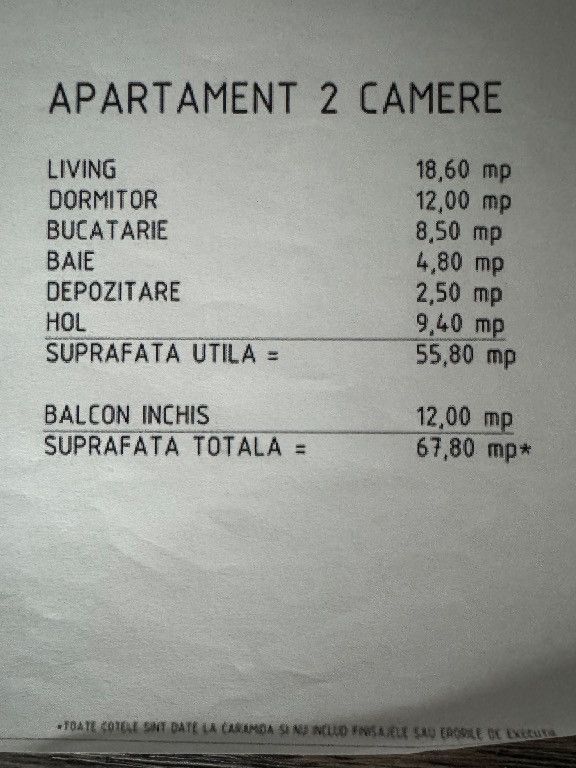 APARTAMENT 2 CAMERE
LIVING 18,60 mp
DORMITOR 12,00 mp
BUCATARIE 8,50 mp
BAIE 4,80 mp
DEPOZITARE 2,50 mp
HOL 9,40 mp
SUPRAFATA UTILA = 55,80 mp
BALCON INCHIS 12,00 mp
SUPRAFATA TOTALA = 67,80 mp*
*TOATE COTELE SINT DATE LA CARAMIDA SI NU INCLUD FINISAJELE SAU ERORILE DE EXECUTIE